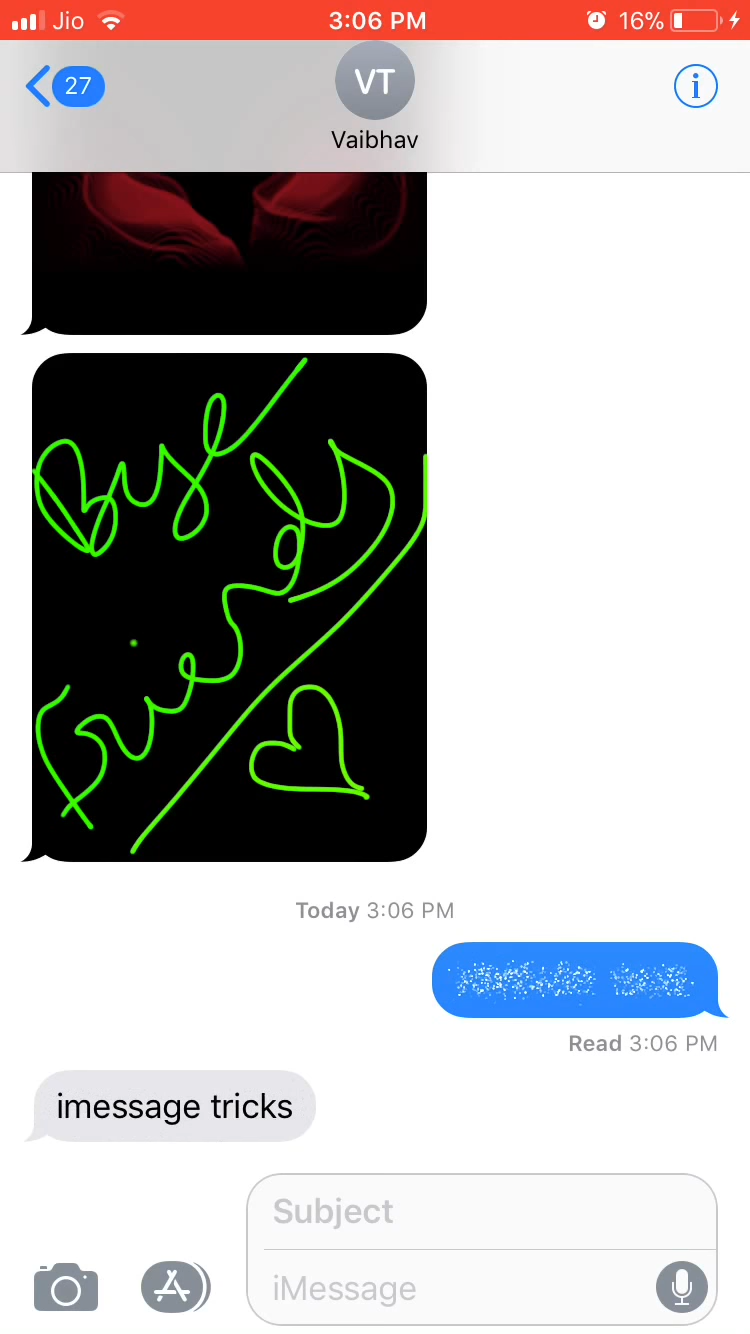 Jio 3:06 PM 16%
27 VT
Vaibhav
Bye
Friends
Today 3:06 PM
Read 3:06 PM
imessage tricks
Subject
iMessage